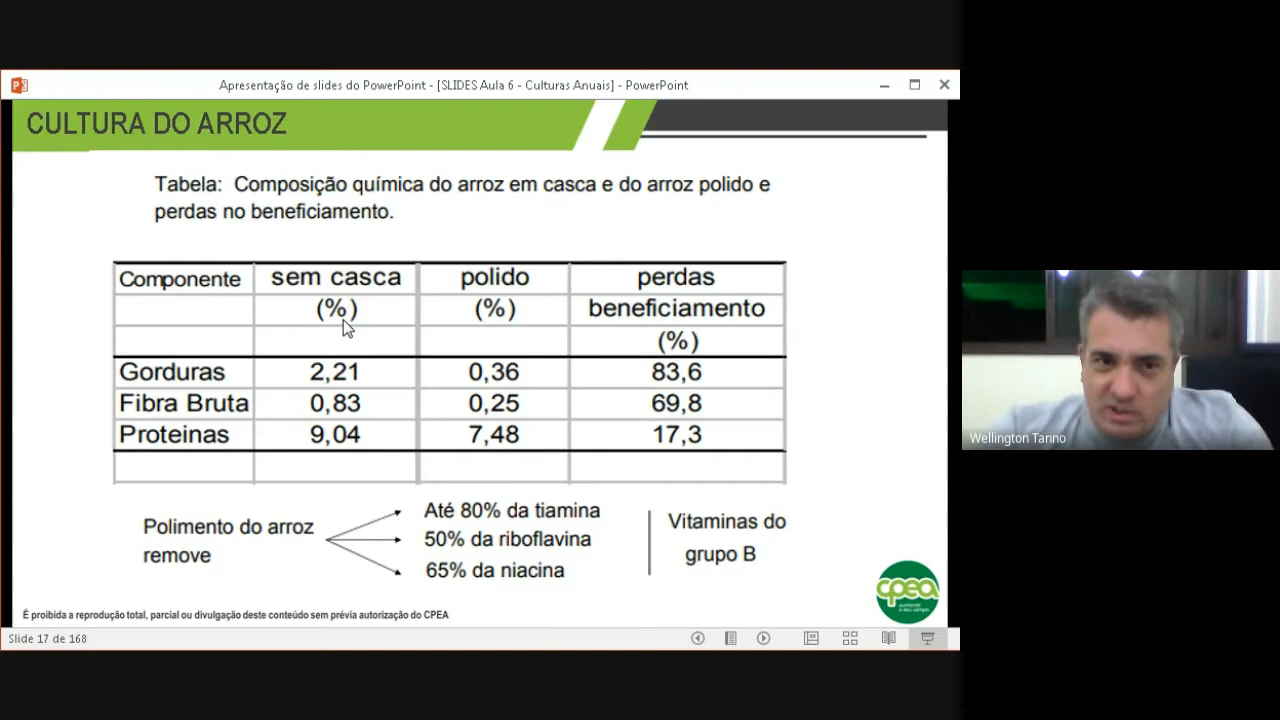 Apresentação de slides do PowerPoint - [SLIDES Aula 6 - Culturas Anuais] - PowerPoint
CULTURA DO ARROZ
Tabela: Composição química do arroz em casca e do arroz polido e
perdas no beneficiamento.
Componente sem casca polido perdas
(%) (%) beneficiamento
(%)
Gorduras 2,21 0,36 83,6
Fibra Bruta 0,83 0,25 69,8
Proteinas 9,04 7,48 17,3
Polimento do arroz
remove
Até 80% da tiamina
50% da riboflavina
65% da niacina
Vitaminas do
grupo B
cpea
aumente
o seu campo
É proibida a reprodução total, parcial ou divulgação deste conteúdo sem prévia autorização do CPEA
Slide 17 de 168
Wellington Tanno